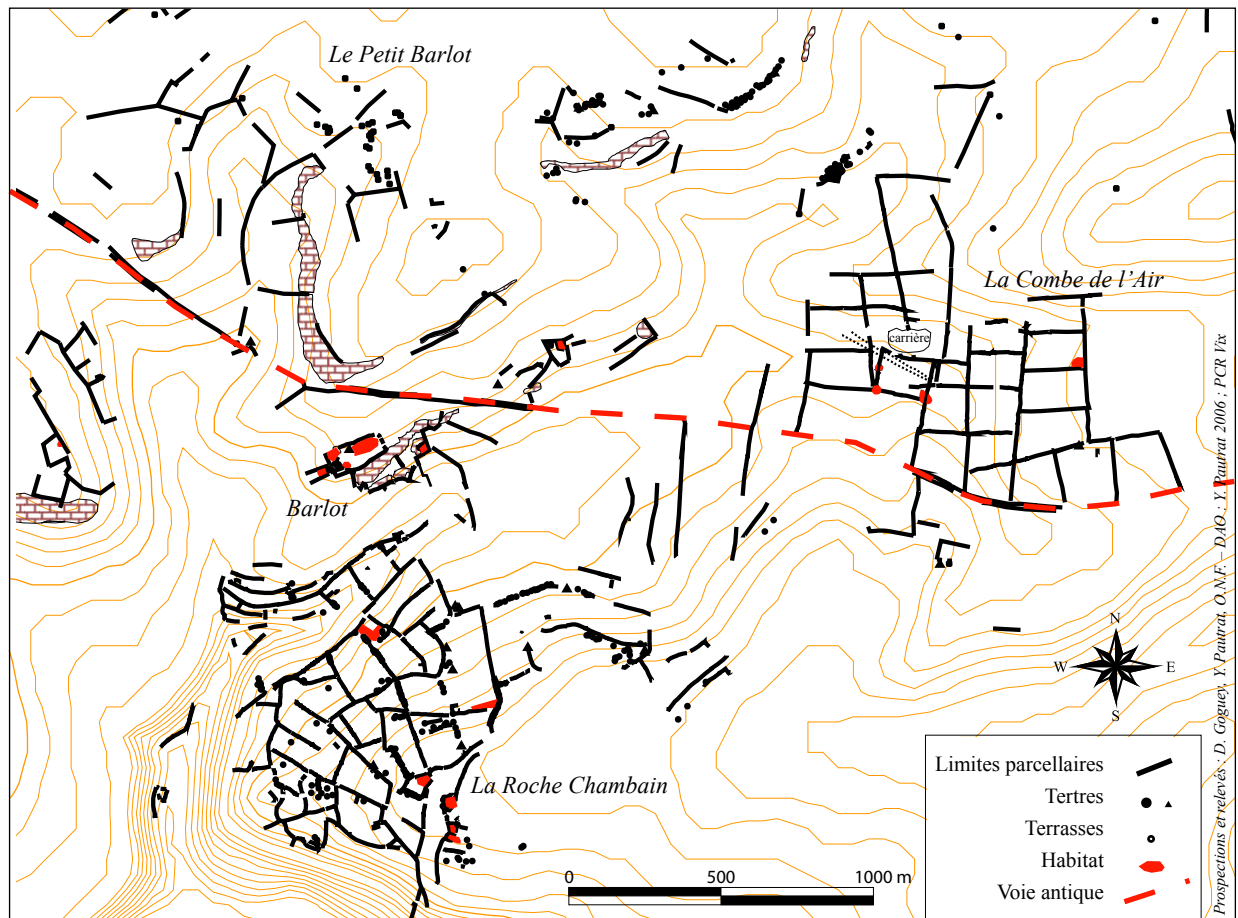 Le Petit Barlot
La Combe de l'Air
carrière
Barlot
La Roche Chambain
N
W E
S
Limites parcellaires
Tertres
Terrasses
Habitat
Voie antique
0 500 1000 m
Prospections et relevés : D. Goguey, Y. Pautrat, O.N.F. – DAO : Y. Pautrat 2006 ; PCR Vix